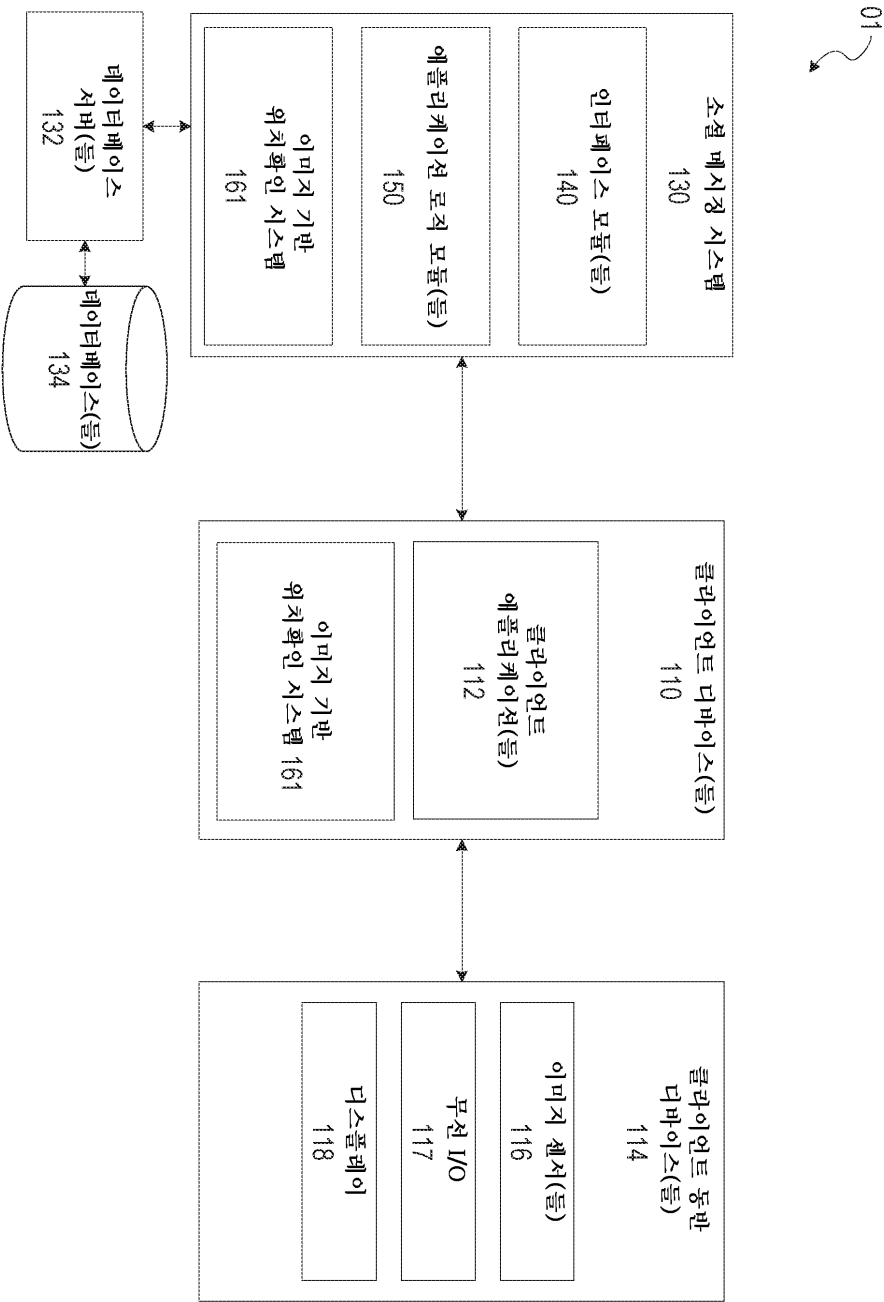 01
소셜 메시징 시스템
130
인터페이스 모듈(들)
140
애플리케이션 로직 모듈(들)
150
이미지 기반
위치확인 시스템
161
데이터베이스
서버(들)
132
데이터베이스(들)
134
클라이언트 디바이스(들)
110
클라이언트
애플리케이션(들)
112
이미지 기반
위치확인 시스템 161
클라이언트 동반
디바이스(들)
114
이미지 센서(들)
116
무선 I/O
117
디스플레이
118